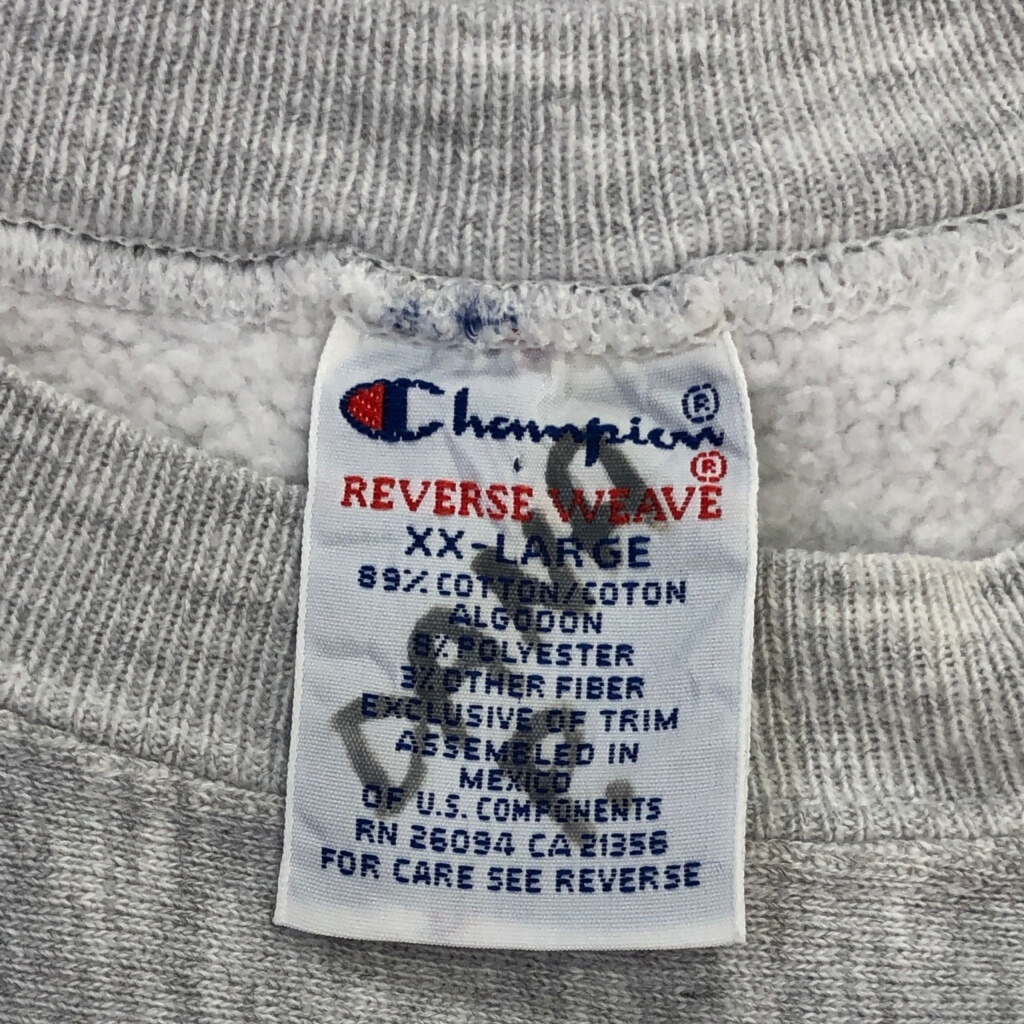 Champion®
REVERSE WEAVE®
XX-LARGE
89% COTTON/COTON
ALGODON
8% POLYESTER
3% OTHER FIBER
EXCLUSIVE OF TRIM
ASSEMBLED IN
MEXICO
OF U.S. COMPONENTS
RN 26094 CA 21356
FOR CARE SEE REVERSE